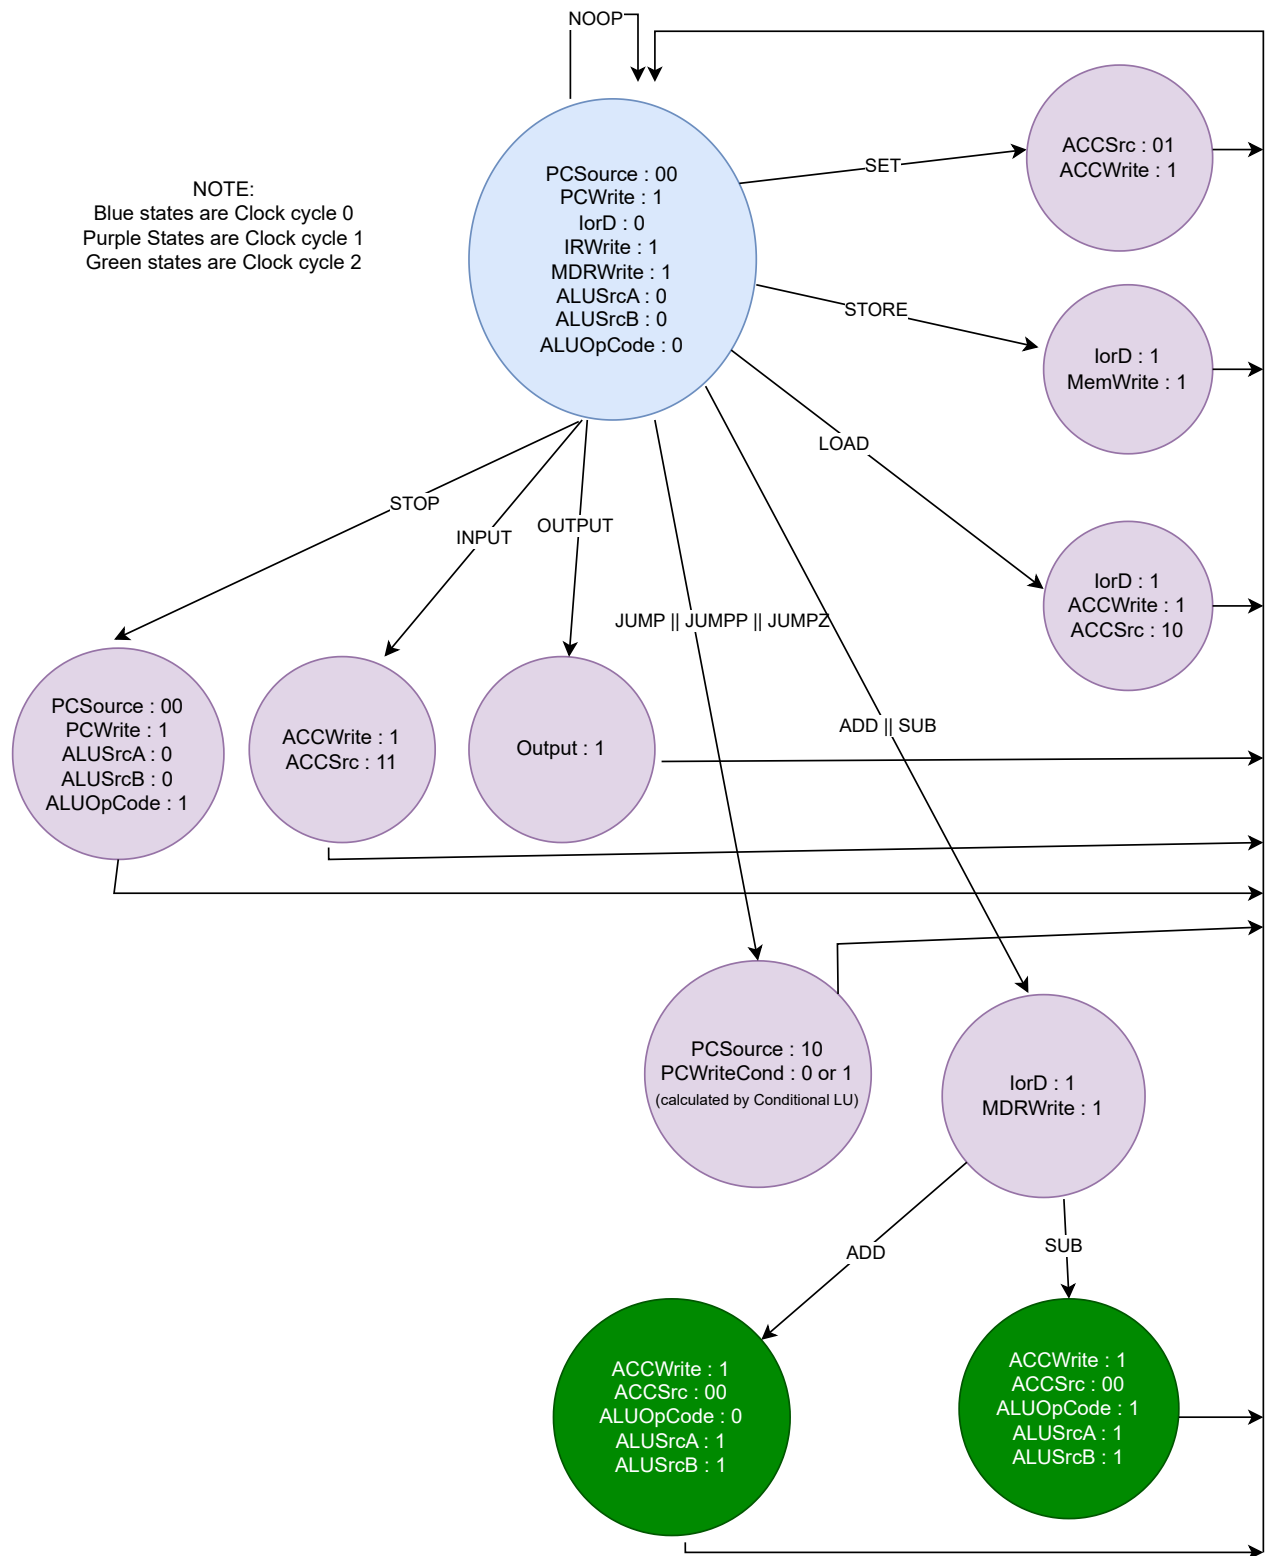 NOOP
NOTE:
Blue states are Clock cycle 0
Purple States are Clock cycle 1
Green states are Clock cycle 2
PCSource : 00
PCWrite : 1
IorD : 0
IRWrite : 1
MDRWrite : 1
ALUSrcA : 0
ALUSrcB : 0
ALUOpCode : 0
SET
ACCSrc : 01
ACCWrite : 1
STORE
IorD : 1
MemWrite : 1
LOAD
IorD : 1
ACCWrite : 1
ACCSrc : 10
STOP
INPUT
OUTPUT
JUMP || JUMPP || JUMPZ
ADD || SUB
PCSource : 00
PCWrite : 1
ALUSrcA : 0
ALUSrcB : 0
ALUOpCode : 1
ACCWrite : 1
ACCSrc : 11
Output : 1
PCSource : 10
PCWriteCond : 0 or 1
(calculated by Conditional LU)
IorD : 1
MDRWrite : 1
ADD
SUB
ACCWrite : 1
ACCSrc : 00
ALUOpCode : 0
ALUSrcA : 1
ALUSrcB : 1
ACCWrite : 1
ACCSrc : 00
ALUOpCode : 1
ALUSrcA : 1
ALUSrcB : 1